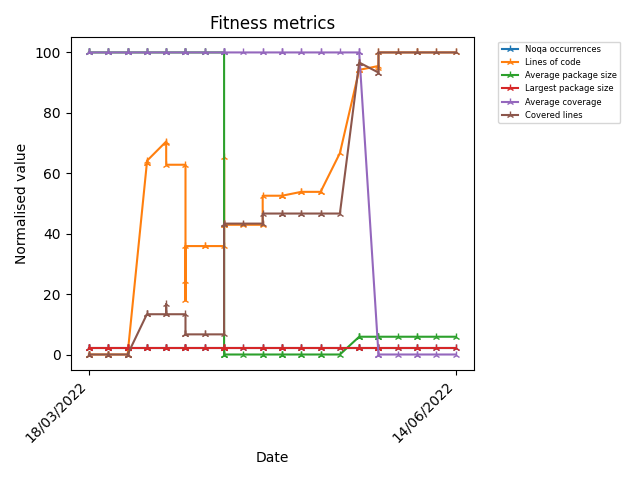 Fitness metrics
Normalised value
100
80
60
40
20
0
18/03/2022
14/06/2022
Date
Noqa occurrences
Lines of code
Average package size
Largest package size
Average coverage
Covered lines